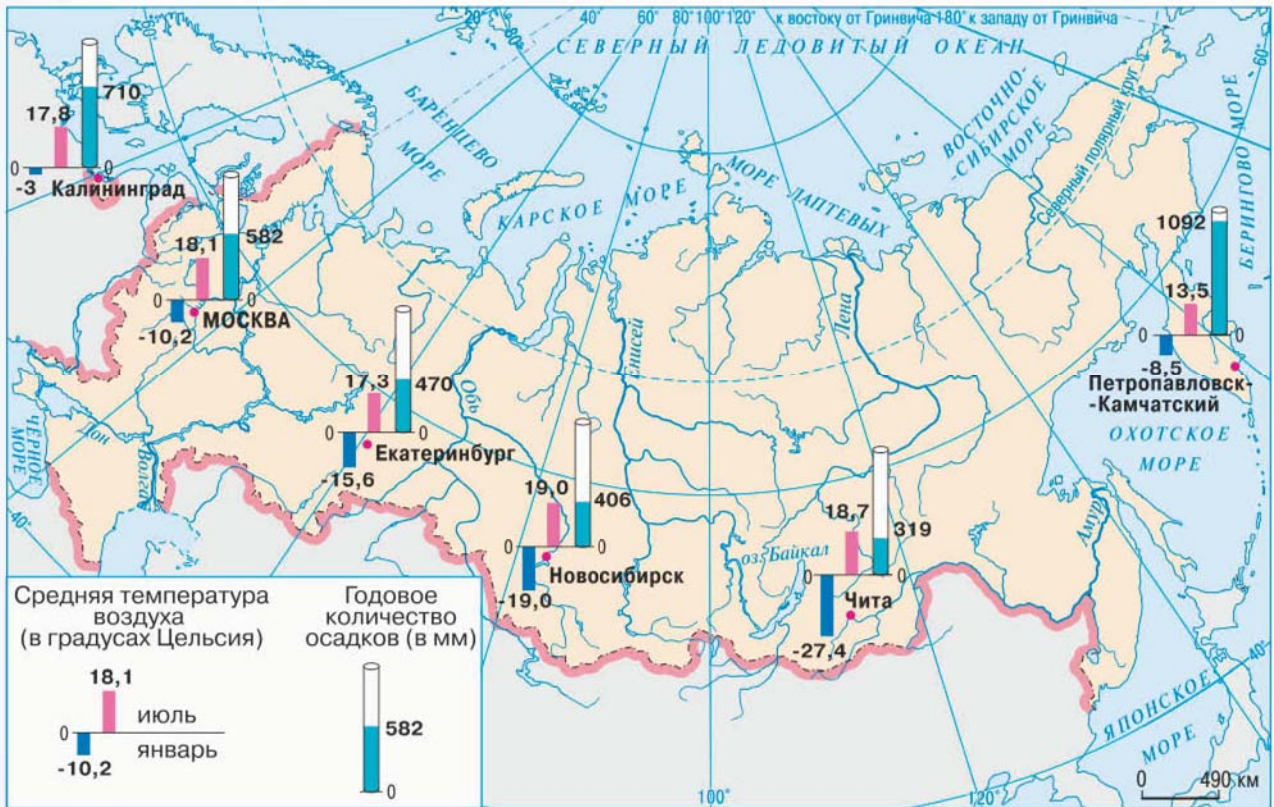 20° 40° 60° 80° 100° 120° к востоку от Гринвича 180° к западу от Гринвича
СЕВЕРНЫЙ ЛЕДОВИТЫЙ ОКЕАН
60°
80°
60°
710
17,8
0
0
-3
Калининград
БАРЕНЦЕВО
МОРЕ
КАРСКОЕ МОРЕ
МОРЕ ЛАПТЕВЫХ
ВОСТОЧНО-
-СИБИРСКОЕ
МОРЕ
Северный полярный круг
БЕРИНГОВО МОРЕ
582
18,1
0
0
-10,2
МОСКВА
1092
13,5
0
0
-8,5
Петропавловск-
-Камчатский
ОХОТСКОЕ
МОРЕ
470
17,3
0
0
-15,6
Екатеринбург
Обь
Енисей
Лена
ЧЕРНОЕ
МОРЕ
Дон
Волга
40°
406
19,0
0
0
-19,0
Новосибирск
оз. Байкал
319
18,7
0
0
-27,4
Чита
Амур
ЯПОНСКОЕ
МОРЕ
40°
100°
120°
0 490 км
Средняя температура
воздуха
(в градусах Цельсия)
18,1
0
июль
январь
-10,2
Годовое
количество
осадков (в мм)
582
0